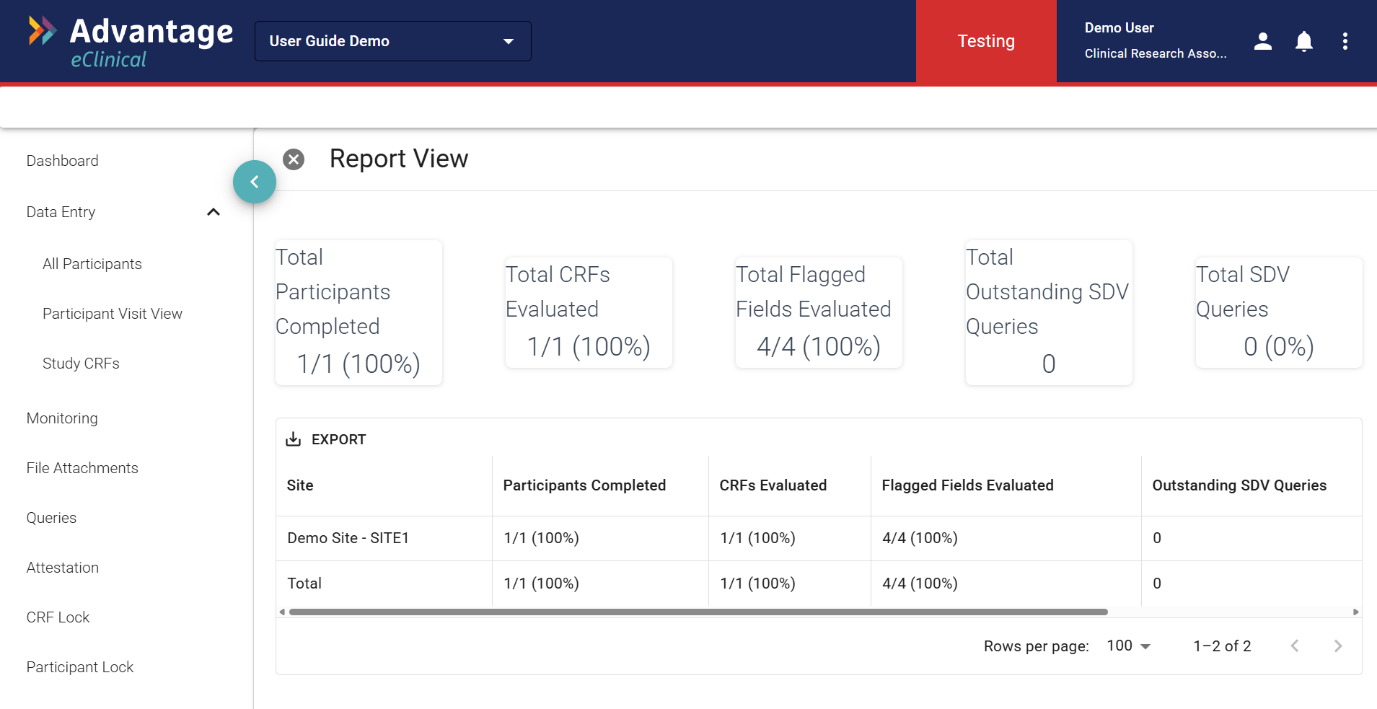 Advantage
eClinical
User Guide Demo
Testing
Demo User
Clinical Research Asso...
Dashboard
Data Entry
All Participants
Participant Visit View
Study CRFs
Monitoring
File Attachments
Queries
Attestation
CRF Lock
Participant Lock
Report View
Total
Participants
Completed
1/1 (100%)
Total CRFs
Evaluated
1/1 (100%)
Total Flagged
Fields Evaluated
4/4 (100%)
Total
Outstanding SDV
Queries
0
Total SDV
Queries
0 (0%)
EXPORT
Site Participants Completed CRFs Evaluated Flagged Fields Evaluated Outstanding SDV Queries
Demo Site - SITE1 1/1 (100%) 1/1 (100%) 4/4 (100%) 0
Total 1/1 (100%) 1/1 (100%) 4/4 (100%) 0
Rows per page: 100 1–2 of 2